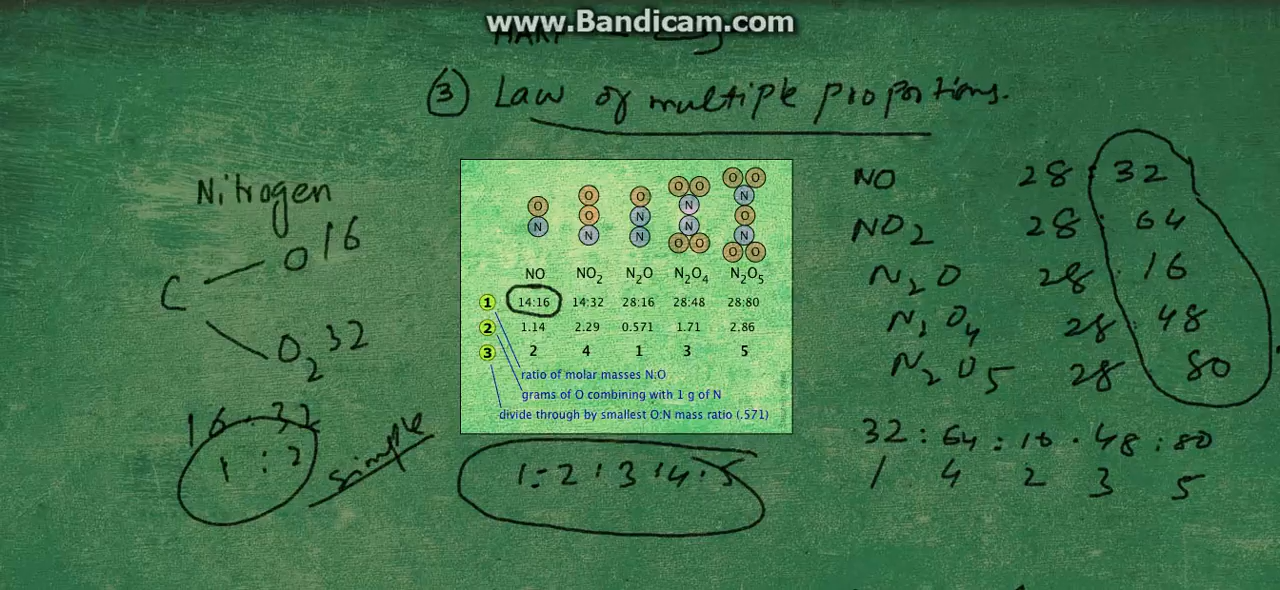 www.Bandicam.com
③ Law of multiple proportions.
Nitrogen
C
O 16
O2 32
16 : 32
1 : 2
simple
O
N
O
O
N
O
N
N
O O
N
N
O O
O O
N
O
N
O O
NO NO2 N2O N2O4 N2O5
1 14:16 14:32 28:16 28:48 28:80
2 1.14 2.29 0.571 1.71 2.86
3 2 4 1 3 5
ratio of molar masses N:O
grams of O combining with 1 g of N
divide through by smallest O:N mass ratio (.571)
1 : 2 : 3 : 4 : 5
NO 28 : 32
NO2 28 : 64
N2O 28 : 16
N2O4 28 : 48
N2O5 28 80
32 : 64 : 16 : 48 : 80
1 4 2 3 5